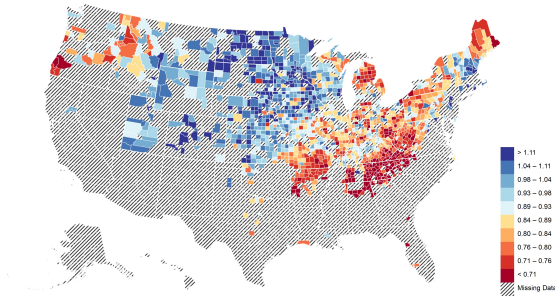 > 1.11
1.04 – 1.11
0.98 – 1.04
0.93 – 0.98
0.89 – 0.93
0.84 – 0.89
0.80 – 0.84
0.76 – 0.80
0.71 – 0.76
< 0.71
Missing Data